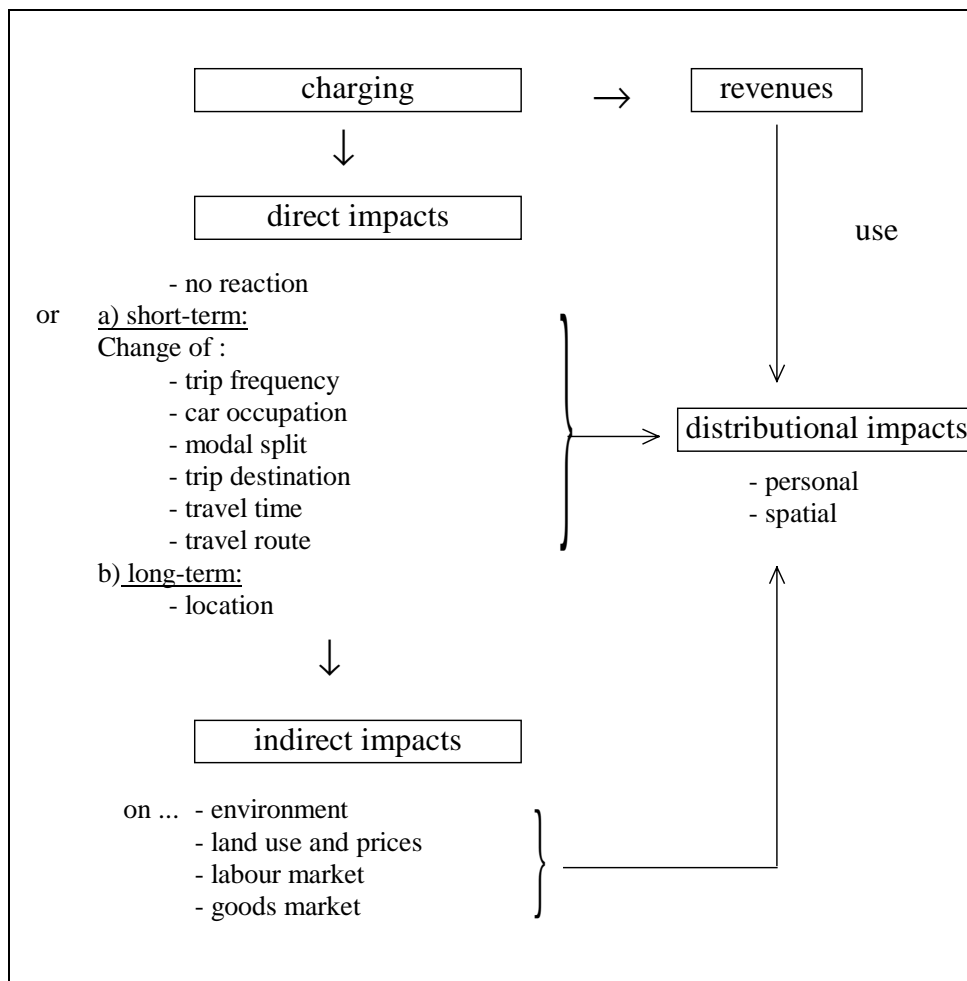 charging → revenues
↓
direct impacts
use
- no reaction
or a) short-term:
Change of :
- trip frequency
- car occupation
- modal split
- trip destination
- travel time
- travel route
b) long-term:
- location
distributional impacts
- personal
- spatial
↓
indirect impacts
on ... - environment
- land use and prices
- labour market
- goods market